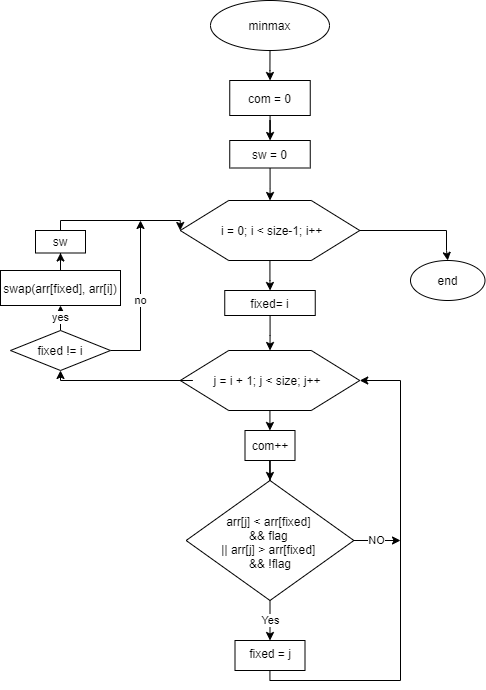 minmax
com = 0
sw = 0
i = 0; i < size-1; i++
end
sw
swap(arr[fixed], arr[i])
yes
no
fixed != i
fixed= i
j = i + 1; j < size; j++
com++
arr[j] < arr[fixed]
&& flag
|| arr[j] > arr[fixed]
&& !flag
NO
Yes
fixed = j